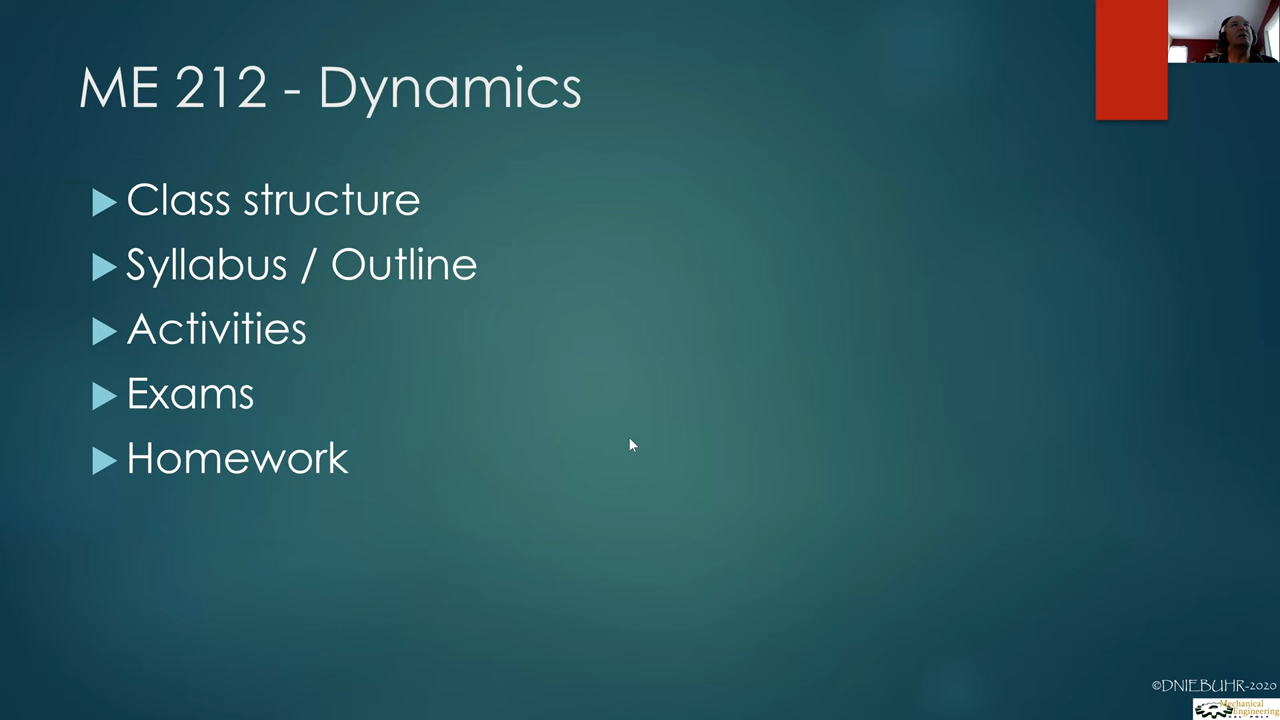 ME 212 - Dynamics
Class structure
Syllabus / Outline
Activities
Exams
Homework
©DNIEBUHR-2020
Mechanical
Engineering